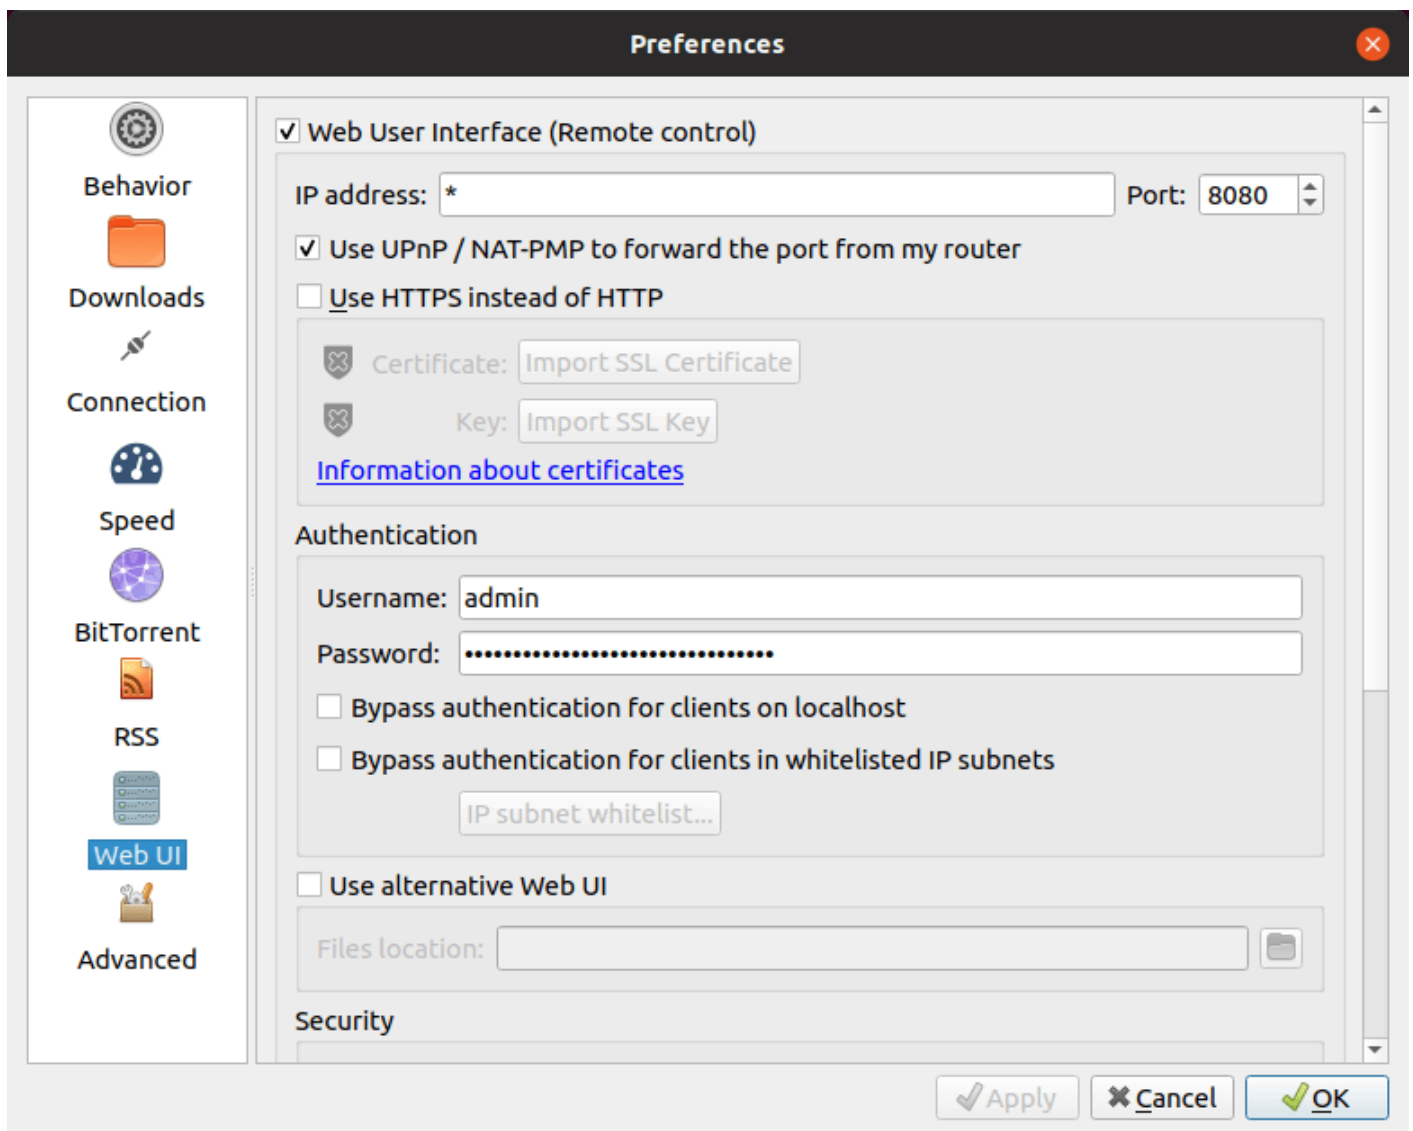 Preferences
Behavior
Downloads
Connection
Speed
BitTorrent
RSS
Web UI
Advanced
Web User Interface (Remote control)
IP address: * Port: 8080
Use UPnP / NAT-PMP to forward the port from my router
Use HTTPS instead of HTTP
Certificate: Import SSL Certificate
Key: Import SSL Key
Information about certificates
Authentication
Username: admin
Password: ••••••••••••••••••••••••••••••••
Bypass authentication for clients on localhost
Bypass authentication for clients in whitelisted IP subnets
IP subnet whitelist...
Use alternative Web UI
Files location:
Security
Apply Cancel OK